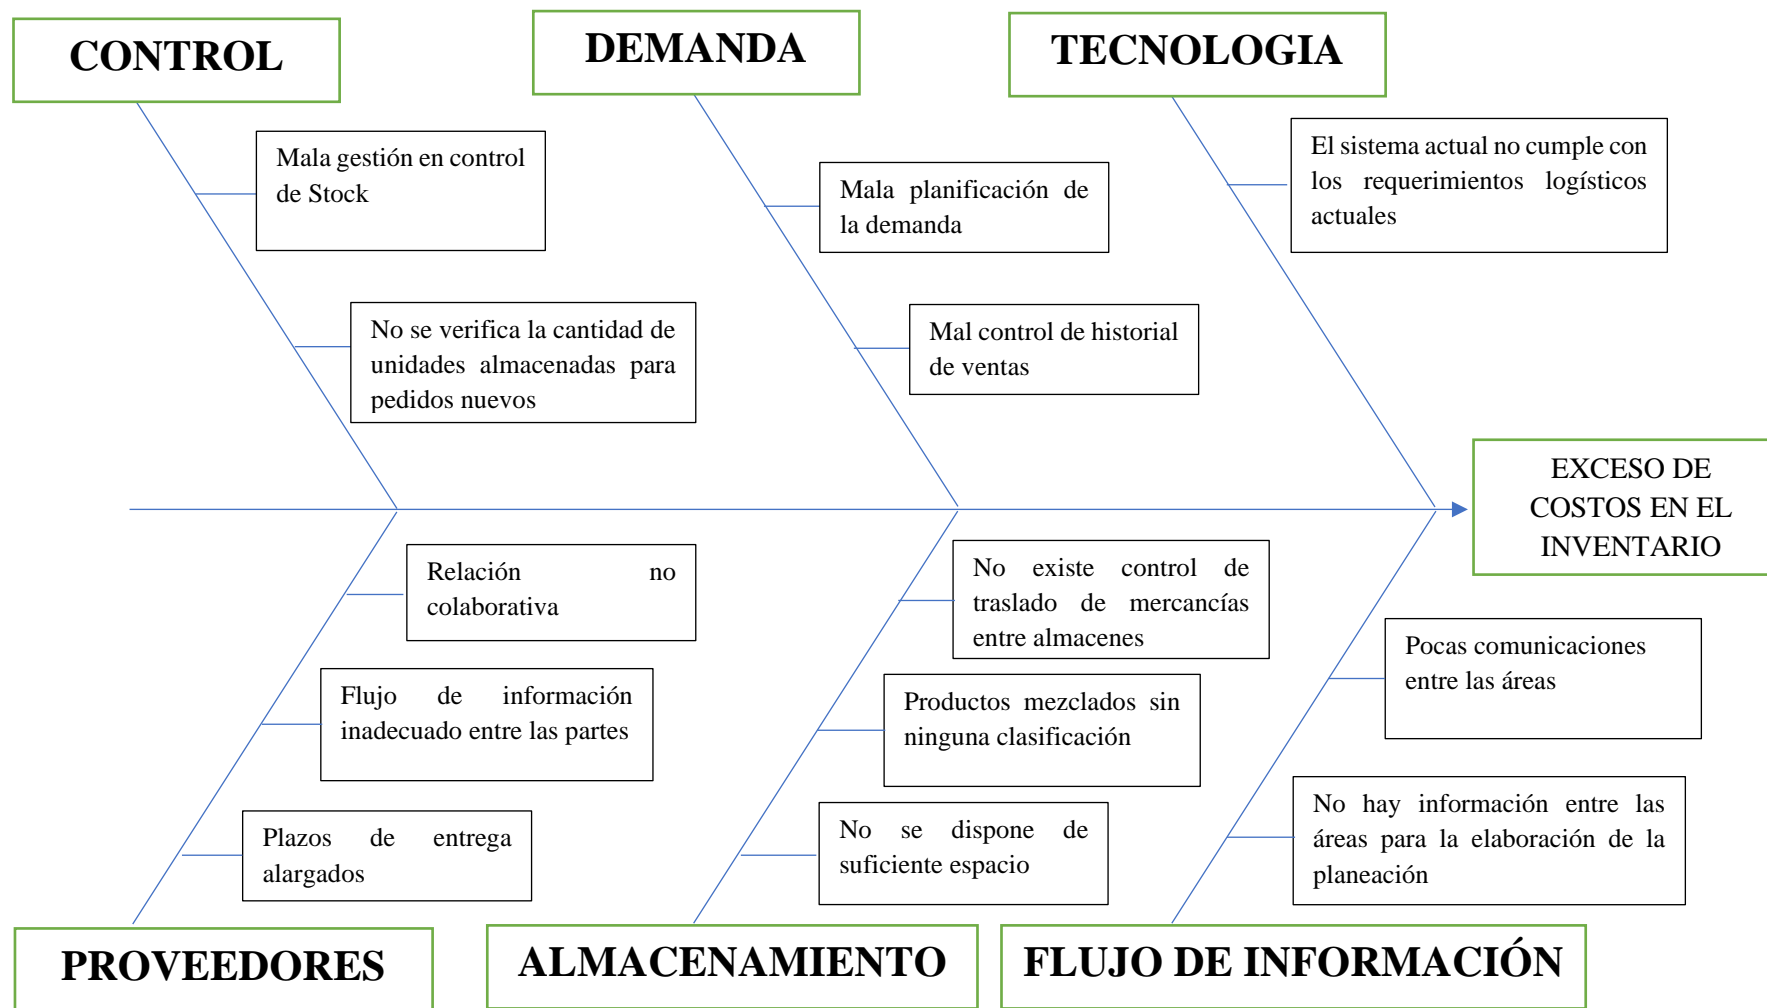 CONTROL
DEMANDA
TECNOLOGIA
Mala gestión en control
de Stock
Mala planificación de
la demanda
El sistema actual no cumple con
los requerimientos logísticos
actuales
No se verifica la cantidad de
unidades almacenadas para
pedidos nuevos
Mal control de historial
de ventas
EXCESO DE
COSTOS EN EL
INVENTARIO
Relación no
colaborativa
No existe control de
traslado de mercancías
entre almacenes
Pocas comunicaciones
entre las áreas
Flujo de información
inadecuado entre las partes
Productos mezclados sin
ninguna clasificación
Plazos de entrega
alargados
No se dispone de
suficiente espacio
No hay información entre las
áreas para la elaboración de la
planeación
PROVEEDORES
ALMACENAMIENTO
FLUJO DE INFORMACIÓN